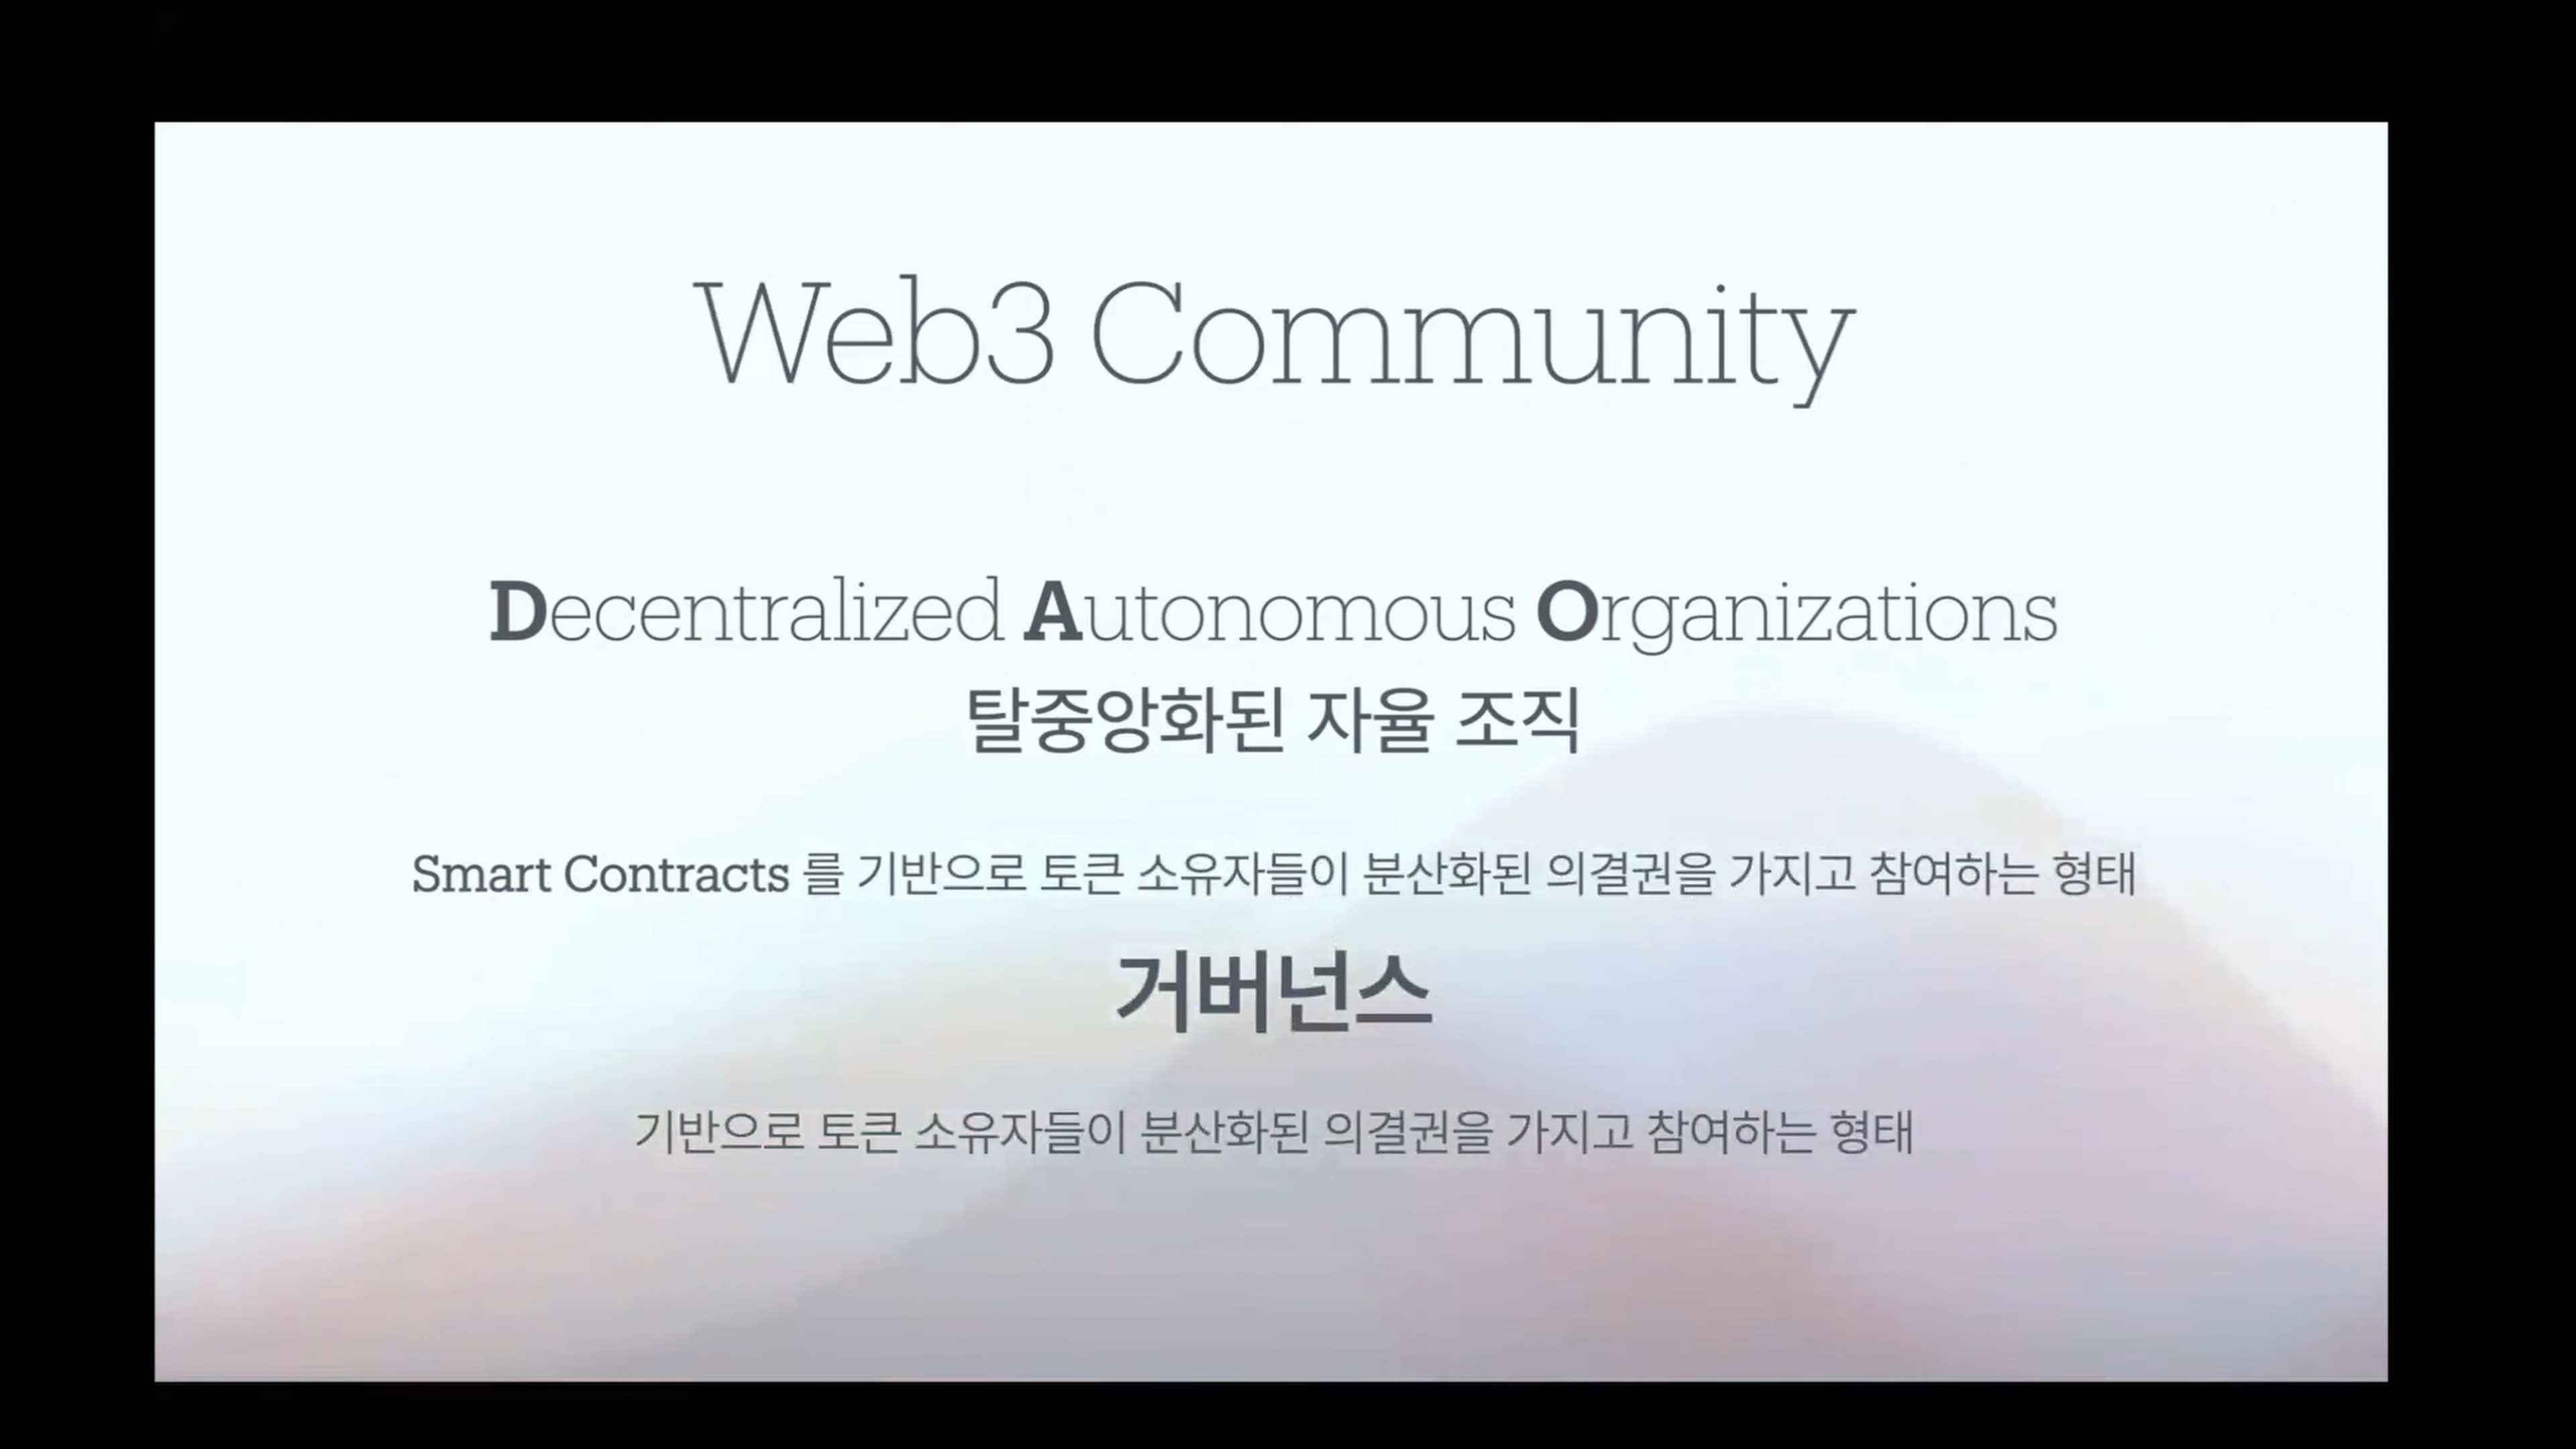 Web3 Community
Decentralized Autonomous Organizations
탈중앙화된 자율 조직
Smart Contracts 를 기반으로 토큰 소유자들이 분산화된 의결권을 가지고 참여하는 형태
거버넌스
기반으로 토큰 소유자들이 분산화된 의결권을 가지고 참여하는 형태